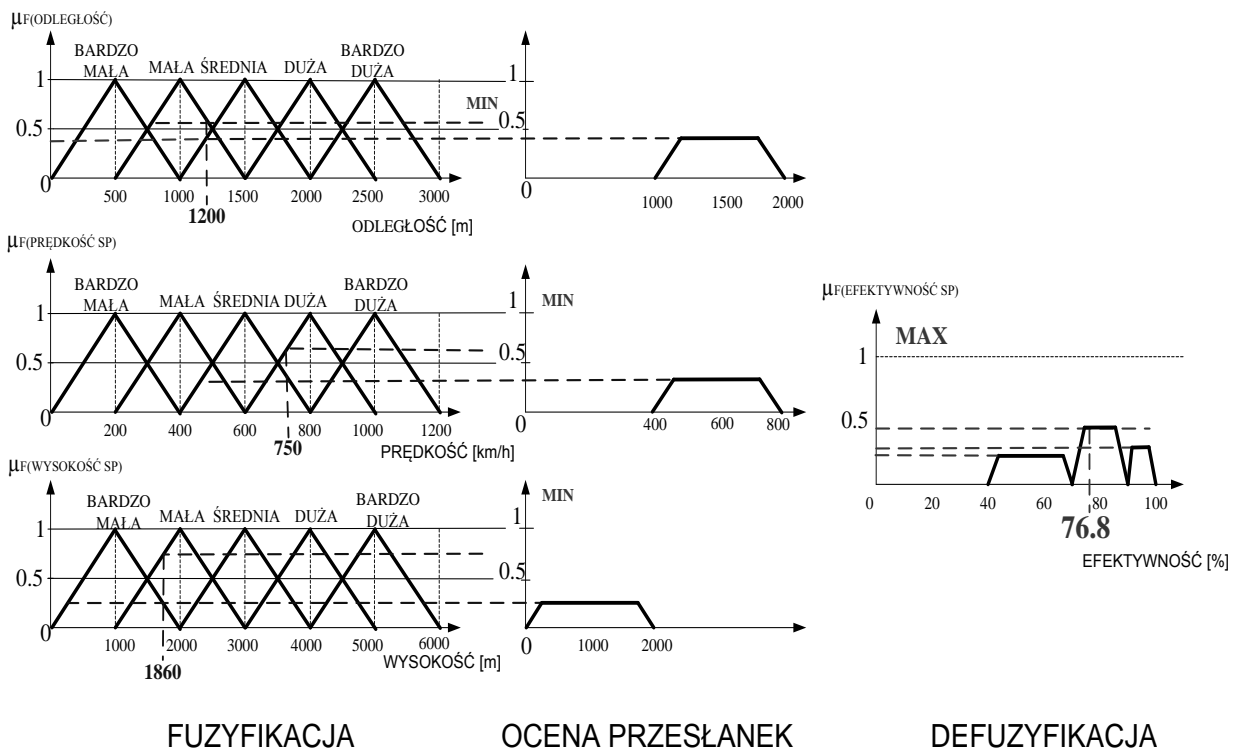 μF(ODLEGŁOŚĆ)
BARDZO
MAŁA MAŁA ŚREDNIA DUŻA BARDZO
DUŻA
1
0.5
0
500 1000 1500 2000 2500 3000
1200
ODLEGŁOŚĆ [m]
MIN
1
0.5
0
1000 1500 2000
μF(PRĘDKOŚĆ SP)
BARDZO
MAŁA MAŁA ŚREDNIA DUŻA BARDZO
DUŻA
1
0.5
0
200 400 600 800 1000 1200
750
PRĘDKOŚĆ [km/h]
MIN
1
0.5
0
400 600 800
μF(WYSOKOŚĆ SP)
BARDZO
MAŁA MAŁA ŚREDNIA DUŻA BARDZO
DUŻA
1
0.5
0
1000 2000 3000 4000 5000 6000
1860
WYSOKOŚĆ [m]
MIN
1
0.5
0
1000 2000
μF(EFEKTYWNOŚĆ SP)
MAX
1
0.5
0 20 40 60 80 100
76.8
EFEKTYWNOŚĆ [%]
FUZYFIKACJA OCENA PRZESŁANEK DEFUZYFIKACJA